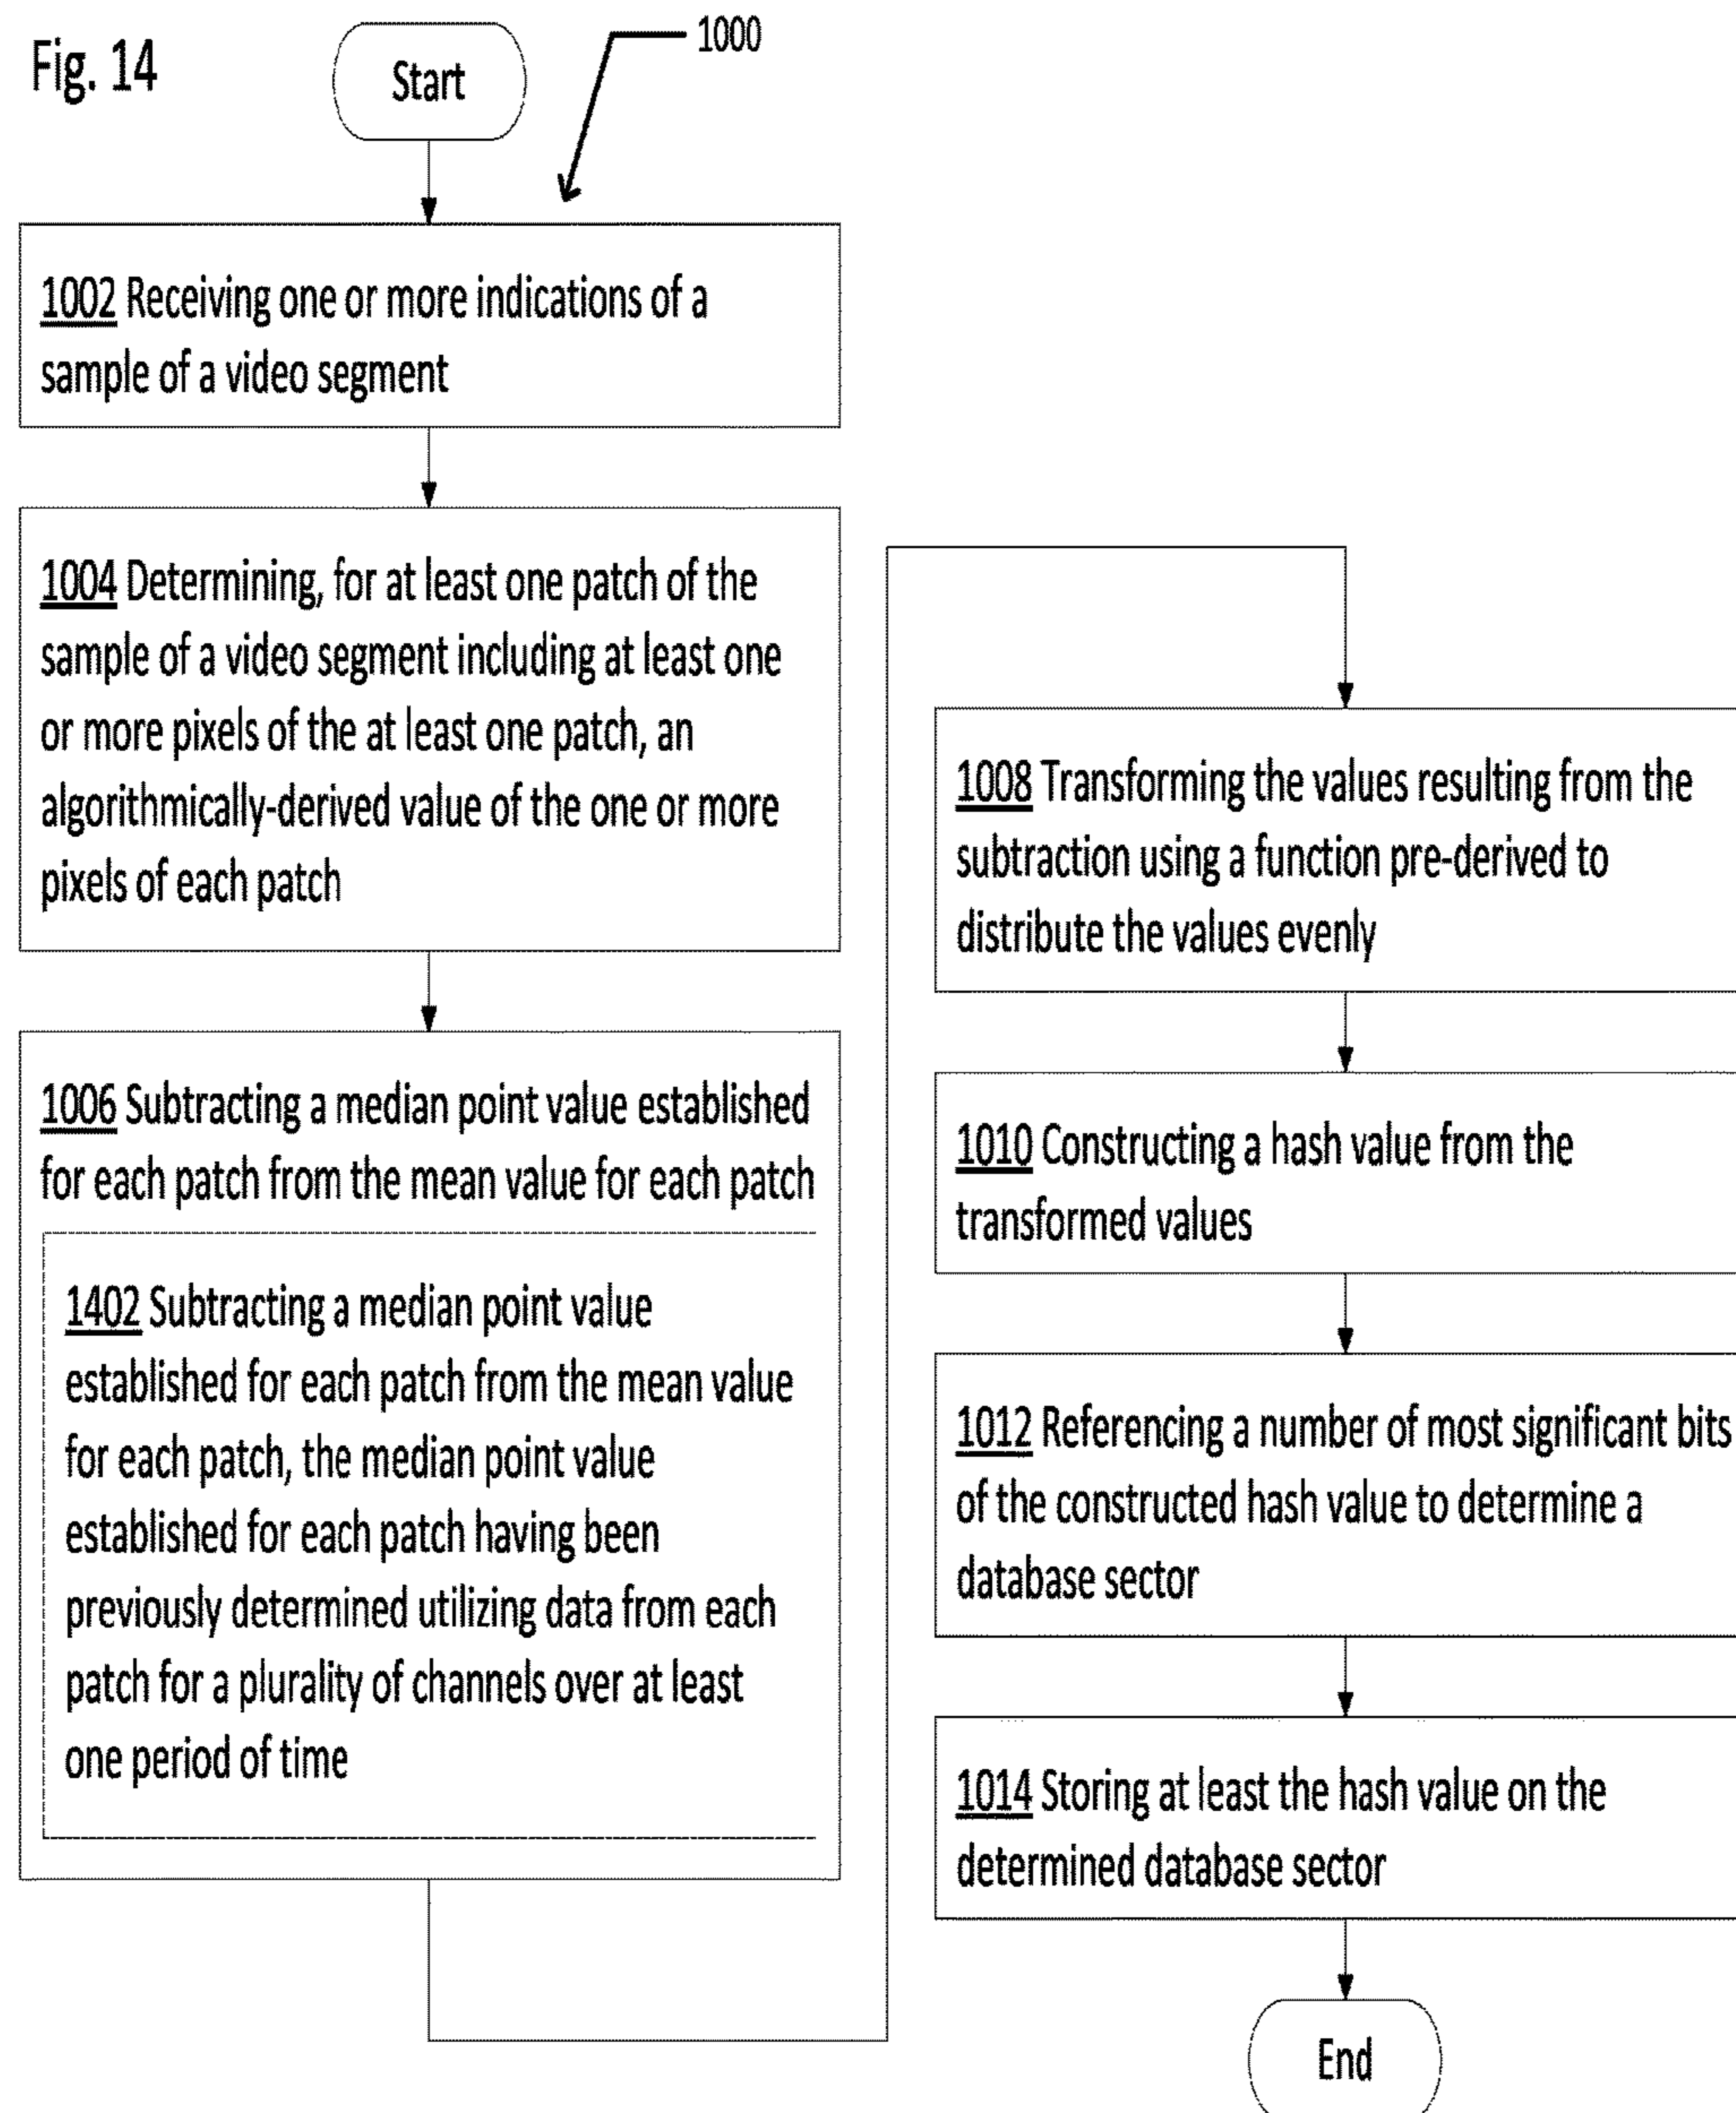 Fig. 14
Start
1000
1002 Receiving one or more indications of a
sample of a video segment
1004 Determining, for at least one patch of the
sample of a video segment including at least one
or more pixels of the at least one patch, an
algorithmically-derived value of the one or more
pixels of each patch
1006 Subtracting a median point value established
for each patch from the mean value for each patch
1402 Subtracting a median point value
established for each patch from the mean value
for each patch, the median point value
established for each patch having been
previously determined utilizing data from each
patch for a plurality of channels over at least
one period of time
1008 Transforming the values resulting from the
subtraction using a function pre-derived to
distribute the values evenly
1010 Constructing a hash value from the
transformed values
1012 Referencing a number of most significant bits
of the constructed hash value to determine a
database sector
1014 Storing at least the hash value on the
determined database sector
End